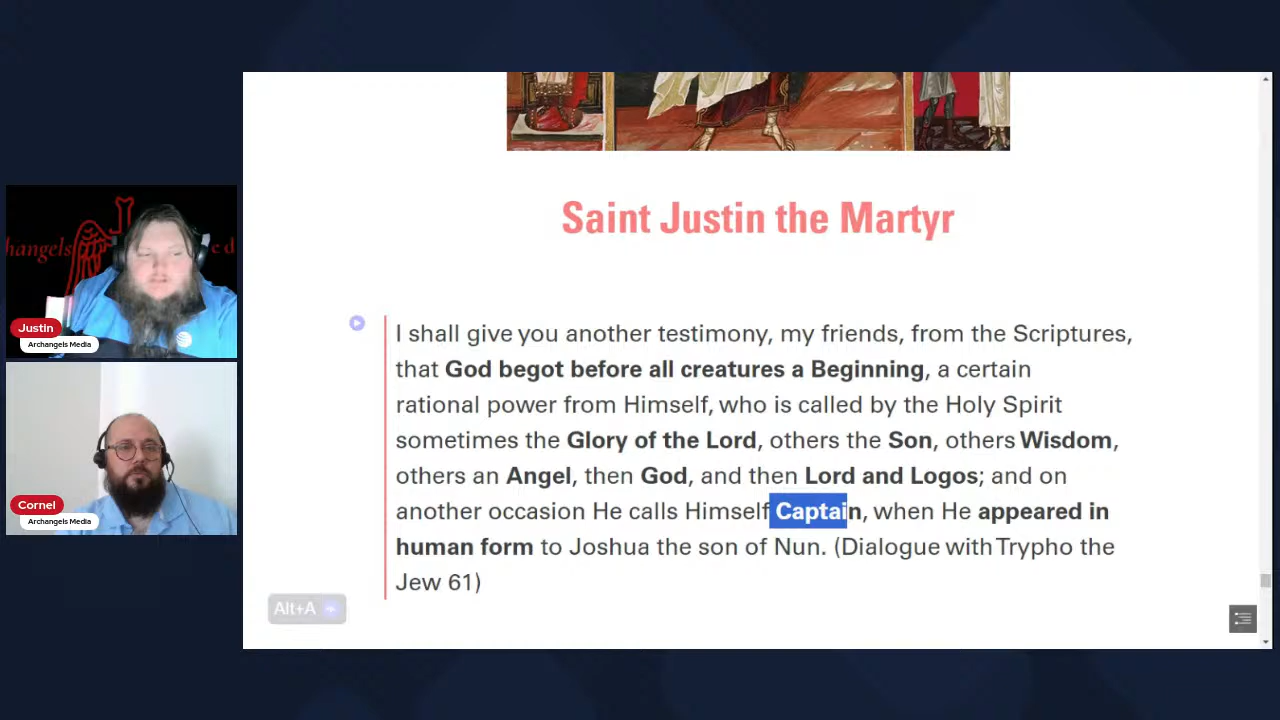 hangels
ed
Justin
Archangels Media
Cornel
Archangels Media
Saint Justin the Martyr
I shall give you another testimony, my friends, from the Scriptures,
that God begot before all creatures a Beginning, a certain
rational power from Himself, who is called by the Holy Spirit
sometimes the Glory of the Lord, others the Son, others Wisdom,
others an Angel, then God, and then Lord and Logos; and on
another occasion He calls Himself Captain, when He appeared in
human form to Joshua the son of Nun. (Dialogue with Trypho the
Jew 61)
Alt+A